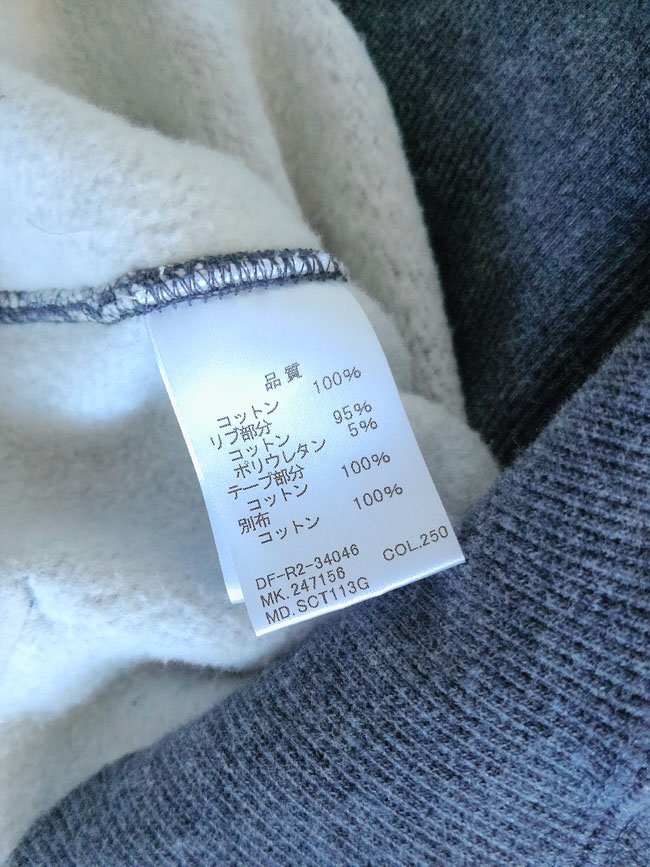 品質
コットン 100%
リブ部分
コットン 95%
ポリウレタン 5%
テープ部分
コットン 100%
別布
コットン 100%
DF-R2-34046 COL.250
MK.247156
MD.SCT113G